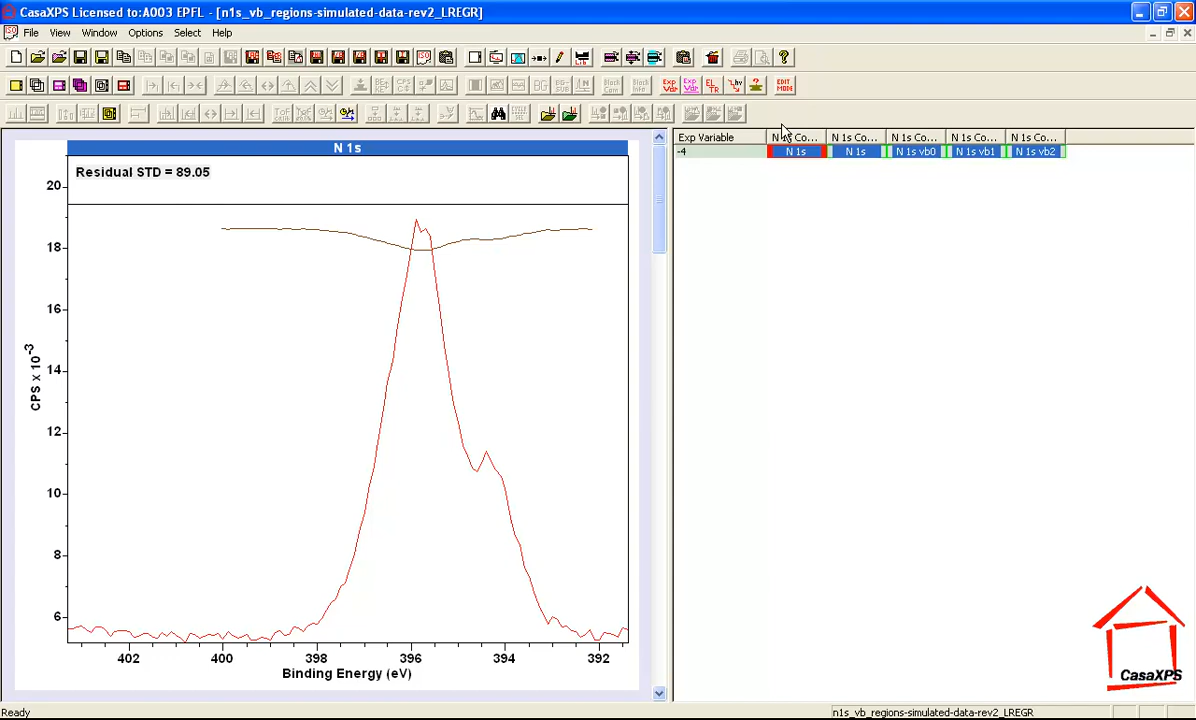 CasaXPS Licensed to:A003 EPFL - [n1s_vb_regions-simulated-data-rev2_LREGR]
File View Window Options Select Help
N 1s
Residual STD = 89.05
20
18
16
14
12
10
8
6
CPS x 10-3
402 400 398 396 394 392
Binding Energy (eV)
Exp Variable N 1s Co... N 1s Co... N 1s Co... N 1s Co... N 1s Co...
-4 N 1s N 1s N 1s vb0 N 1s vb1 N 1s vb2
CasaXPS
Ready n1s_vb_regions-simulated-data-rev2_LREGR